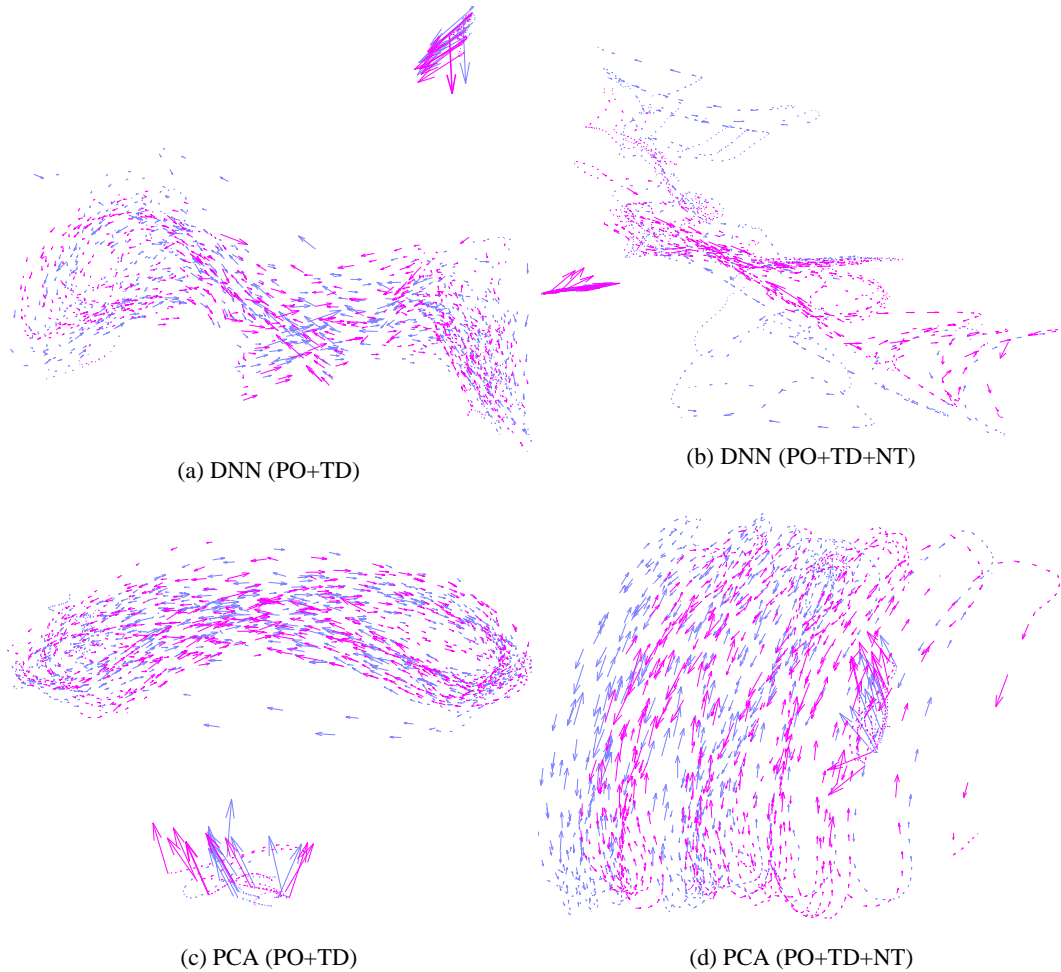 (a) DNN (PO+TD)
(b) DNN (PO+TD+NT)
(c) PCA (PO+TD)
(d) PCA (PO+TD+NT)